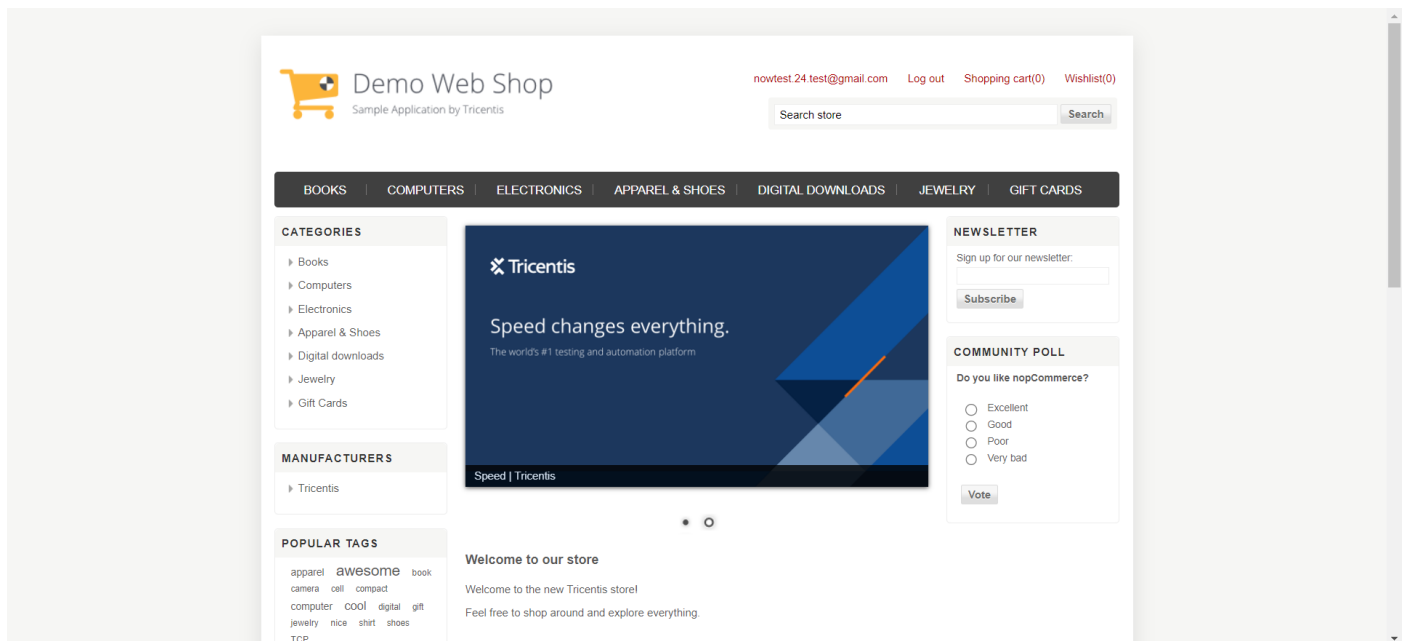 Demo Web Shop
Sample Application by Tricentis
nowtest.24.test@gmail.com Log out Shopping cart(0) Wishlist(0)
Search store Search
BOOKS COMPUTERS ELECTRONICS APPAREL & SHOES DIGITAL DOWNLOADS JEWELRY GIFT CARDS
CATEGORIES
Books
Computers
Electronics
Apparel & Shoes
Digital downloads
Jewelry
Gift Cards
MANUFACTURERS
Tricentis
POPULAR TAGS
apparel awesome book
camera cell compact
computer cool digital gift
jewelry nice shirt shoes
TCP
Tricentis
Speed changes everything.
The world's #1 testing and automation platform
Speed | Tricentis
Welcome to our store
Welcome to the new Tricentis store!
Feel free to shop around and explore everything.
NEWSLETTER
Sign up for our newsletter:
Subscribe
COMMUNITY POLL
Do you like nopCommerce?
Excellent
Good
Poor
Very bad
Vote